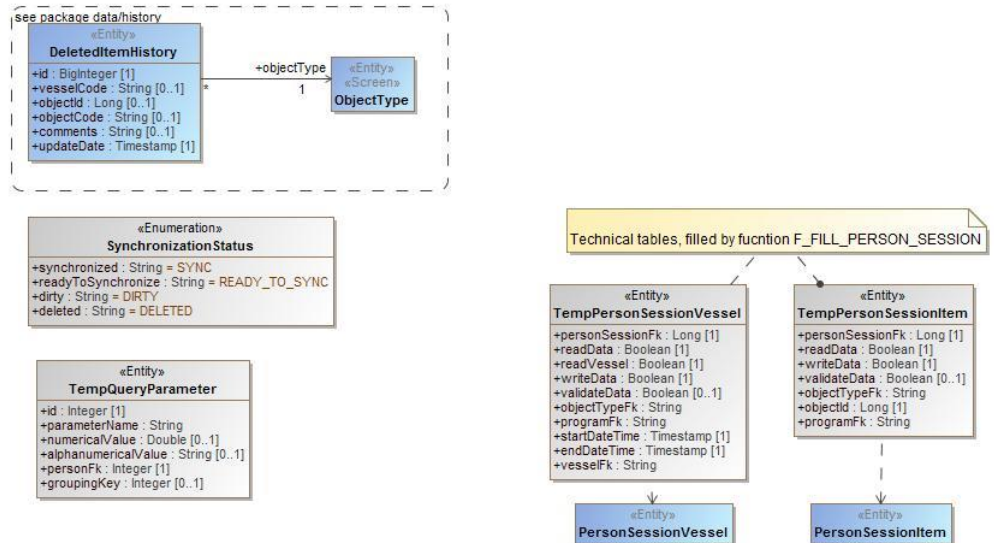 see package data/history
«Entity»
DeletedItemHistory
+id : BigInteger [1]
+vesselCode : String [0..1]
+objectId : Long [1]
+objectCode : String [0..1]
+comments : String [0..1]
+updateDate : Timestamp [1]
+objectType
*
1
«Entity»
«Screen»
ObjectType
«Enumeration»
SynchronizationStatus
+synchronized : String = SYNC
+readyToSynchronize : String = READY_TO_SYNC
+dirty : String = DIRTY
+deleted : String = DELETED
«Entity»
TempQueryParameter
+id : Integer [1]
+parameterName : String
+numericalValue : Double [0..1]
+alphanumericalValue : String [0..1]
+personFk : Integer [1]
+groupingKey : Integer [0..1]
Technical tables, filled by fucntion F_FILL_PERSON_SESSION
«Entity»
TempPersonSessionVessel
+personSessionFk : Long [1]
+readData : Boolean [1]
+readVessel : Boolean [1]
+writeData : Boolean [1]
+validateData : Boolean [0..1]
+objectTypeFk : String
+programFk : String
+startDateTime : Timestamp [1]
+endDateTime : Timestamp [1]
+vesselFk : String
«Entity»
TempPersonSessionItem
+personSessionFk : Long [1]
+readData : Boolean [1]
+writeData : Boolean [1]
+validateData : Boolean [0..1]
+objectTypeFk : String
+objectId : Long [1]
+programFk : String
«Entity»
PersonSessionVessel
«Entity»
PersonSessionItem